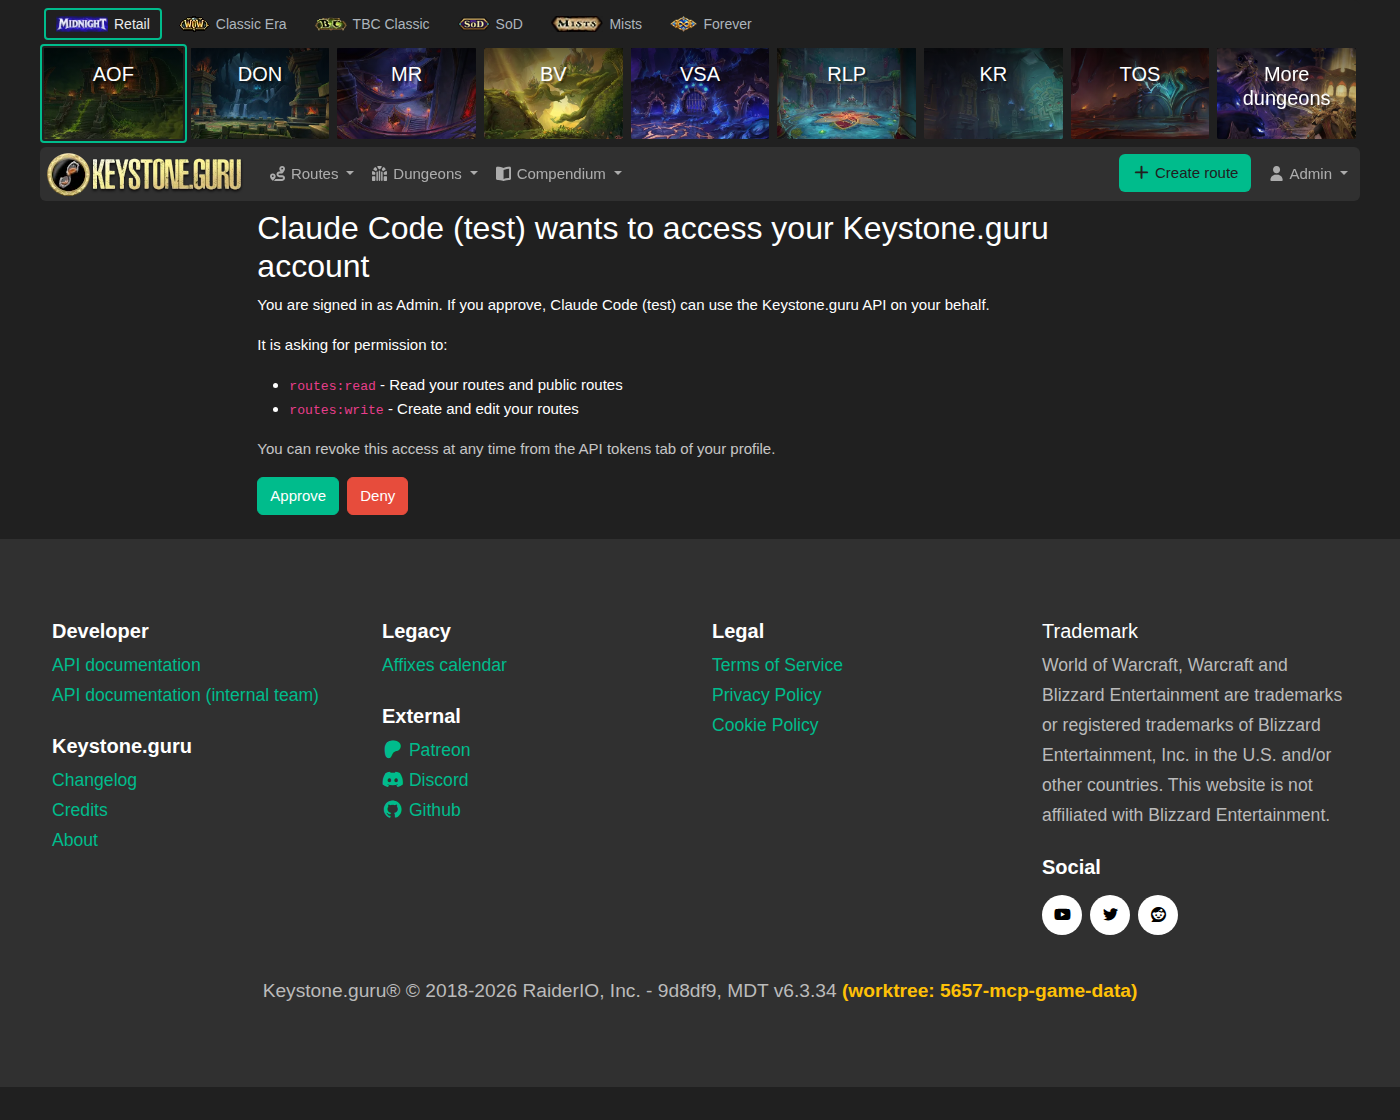 MIDNIGHT Retail
WOW Classic Era
BC TBC Classic
SoD SoD
MISTS Mists
Forever
AOF
DON
MR
BV
VSA
RLP
KR
TOS
More
dungeons
KEYSTONE.GURU
Routes
Dungeons
Compendium
Create route
Admin
Claude Code (test) wants to access your Keystone.guru
account
You are signed in as Admin. If you approve, Claude Code (test) can use the Keystone.guru API on your behalf.
It is asking for permission to:
routes:read - Read your routes and public routes
routes:write - Create and edit your routes
You can revoke this access at any time from the API tokens tab of your profile.
Approve
Deny
Developer
API documentation
API documentation (internal team)
Keystone.guru
Changelog
Credits
About
Legacy
Affixes calendar
External
Patreon
Discord
Github
Legal
Terms of Service
Privacy Policy
Cookie Policy
Trademark
World of Warcraft, Warcraft and
Blizzard Entertainment are trademarks
or registered trademarks of Blizzard
Entertainment, Inc. in the U.S. and/or
other countries. This website is not
affiliated with Blizzard Entertainment.
Social
Keystone.guru® © 2018-2026 RaiderIO, Inc. - 9d8df9, MDT v6.3.34 (worktree: 5657-mcp-game-data)